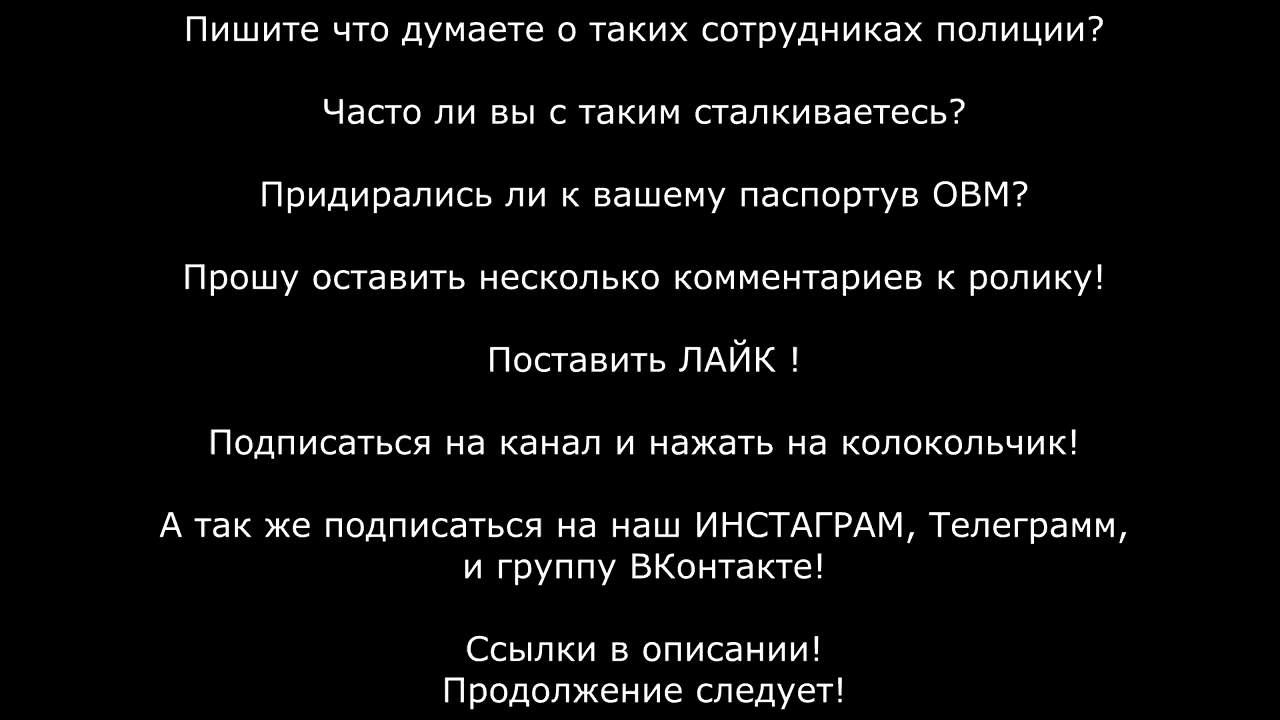 Пишите что думаете о таких сотрудниках полиции?
Часто ли вы с таким сталкиваетесь?
Придирались ли к вашему паспортув ОВМ?
Прошу оставить несколько комментариев к ролику!
Поставить ЛАЙК !
Подписаться на канал и нажать на колокольчик!
А так же подписаться на наш ИНСТАГРАМ, Телеграмм,
и группу ВКонтакте!
Ссылки в описании!
Продолжение следует!